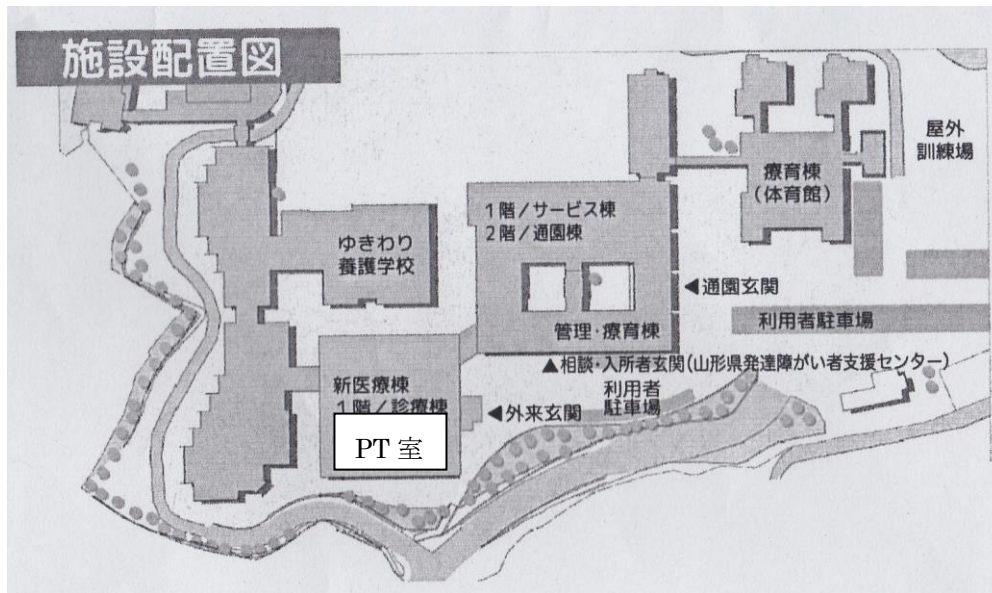 施設配置図
屋外
訓練場
療育棟
(体育館)
1階/サービス棟
2階/通園棟
ゆきわり
養護学校
◀通園玄関
利用者駐車場
管理・療育棟
▲相談・入所者玄関(山形県発達障がい者支援センター)
新医療棟
1階/診療棟
利用者
駐車場
◀外来玄関
PT 室